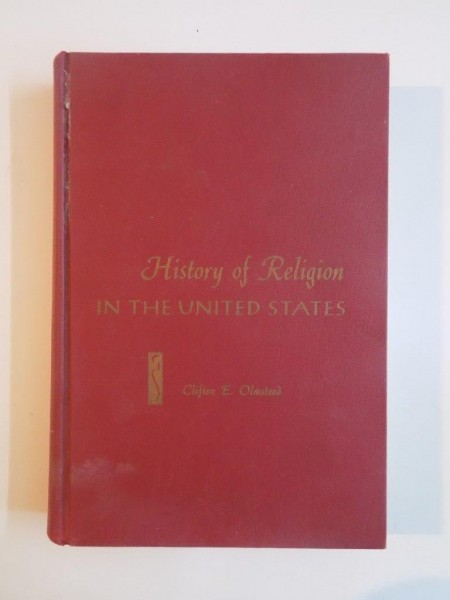 History of Religion
IN THE UNITED STATES
Clifton E. Olmstead